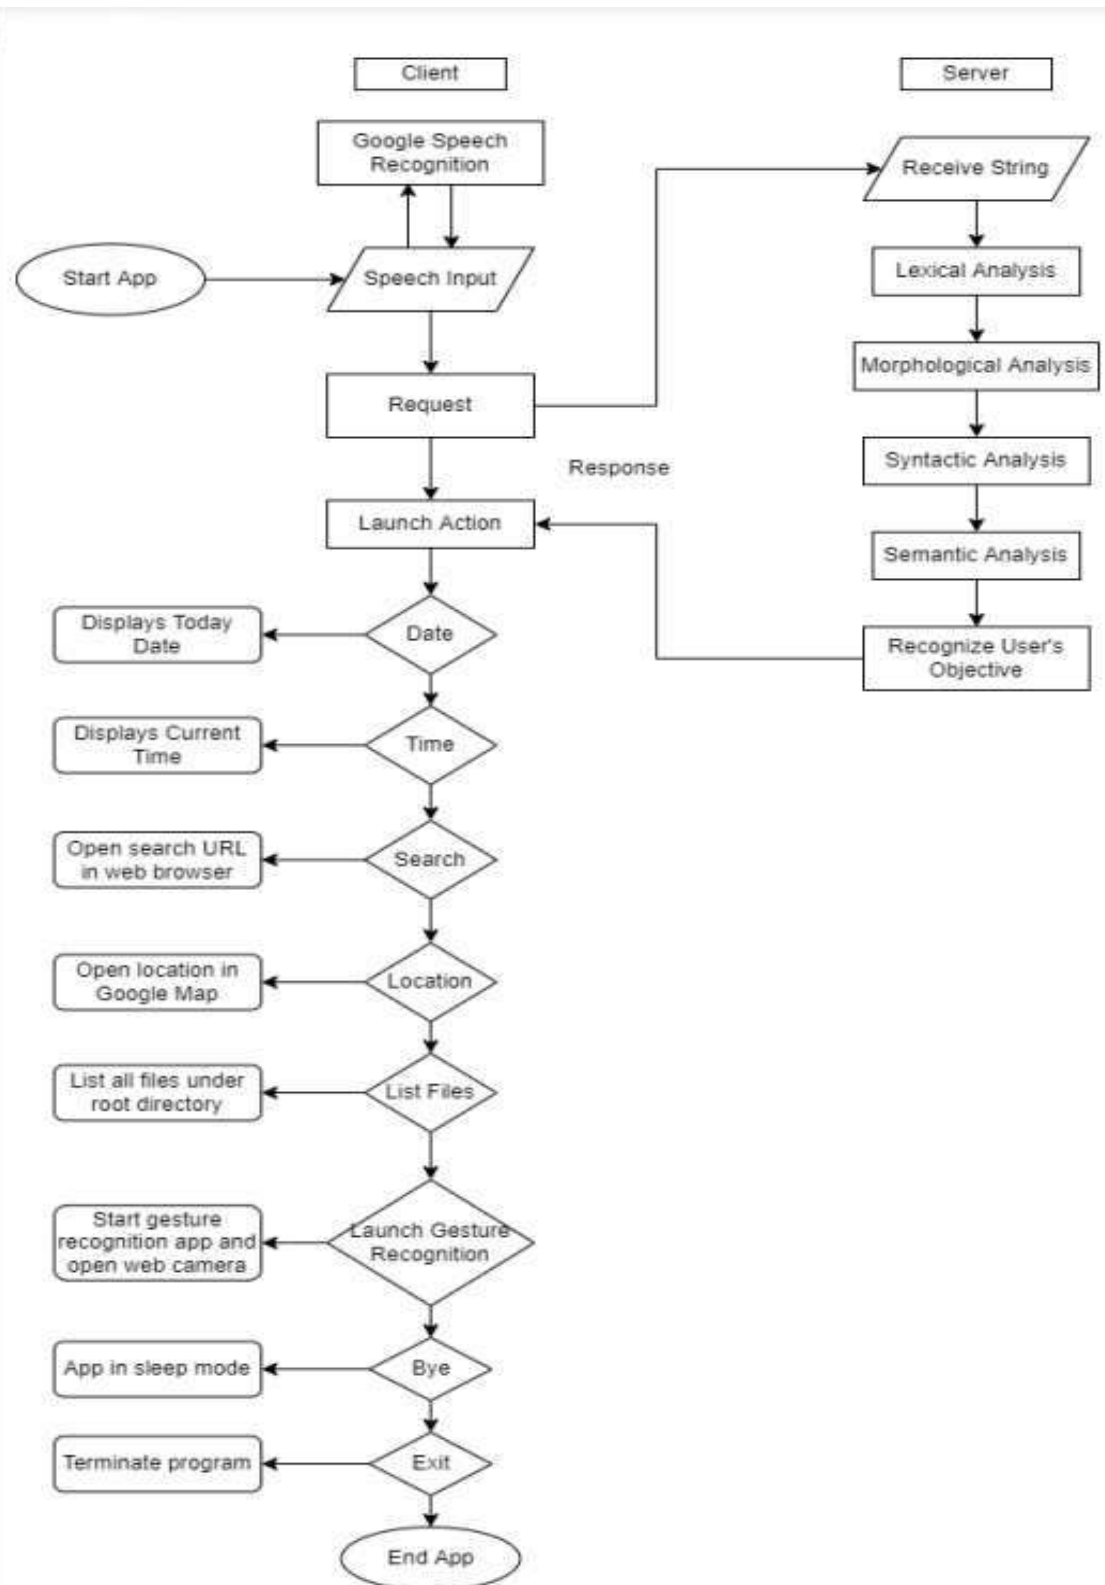 Client
Server
Google Speech
Recognition
Receive String
Start App
Speech Input
Lexical Analysis
Morphological Analysis
Request
Syntactic Analysis
Response
Launch Action
Semantic Analysis
Recognize User's
Objective
Displays Today
Date
Date
Displays Current
Time
Time
Open search URL
in web browser
Search
Open location in
Google Map
Location
List all files under
root directory
List Files
Start gesture
recognition app and
open web camera
Launch Gesture
Recognition
App in sleep mode
Bye
Terminate program
Exit
End App